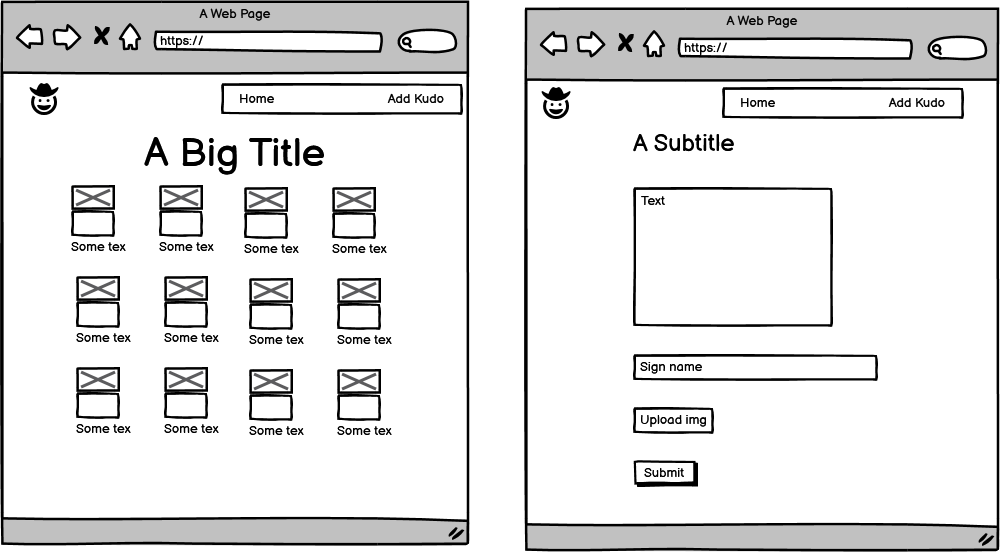 A Web Page
https://
Home
Add Kudo
A Big Title
Some tex
Some tex
Some tex
Some tex
Some tex
Some tex
Some tex
Some tex
Some tex
Some tex
Some tex
Some tex
A Web Page
https://
Home
Add Kudo
A Subtitle
Text
Sign name
Upload img
Submit